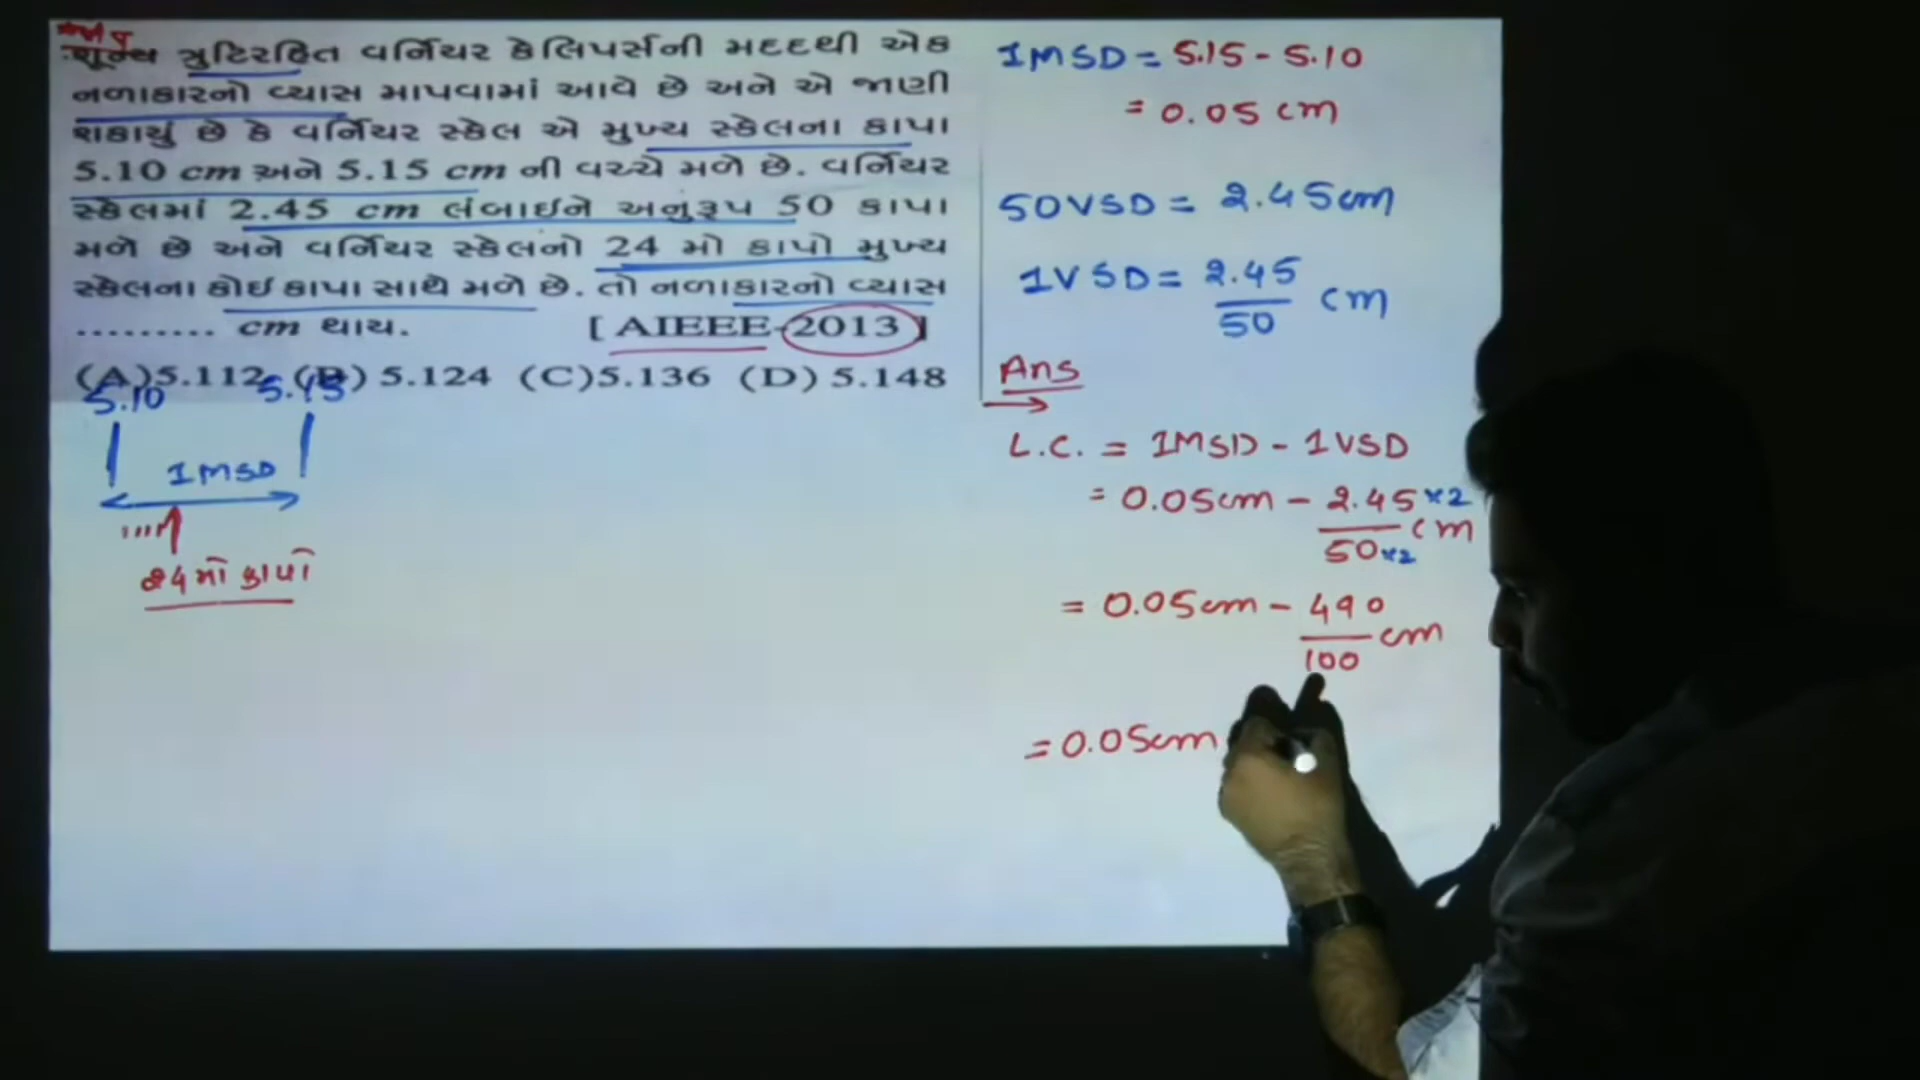 શૂન્ય ત્રુટિરહિત વર્નિયર કેલિપર્સની મદદથી એક
નળાકારનો વ્યાસ માપવામાં આવે છે અને એ જાણી
શકાયું છે કે વર્નિયર સ્કેલ એ મુખ્ય સ્કેલના કાપા
5.10 cm અને 5.15 cm ની વચ્ચે મળે છે. વર્નિયર
સ્કેલમાં 2.45 cm લંબાઇને અનુરૂપ 50 કાપા
મળે છે અને વર્નિયર સ્કેલનો 24 મો કાપો મુખ્ય
સ્કેલના કોઇ કાપા સાથે મળે છે. તો નળાકારનો વ્યાસ
......... cm થાય. [ AIEEE-2013 ]
(A)5.112 (B) 5.124 (C)5.136 (D) 5.148
5.10 5.15
1MSD
24 મો કાપો
1MSD = 5.15 - 5.10
= 0.05 cm
50VSD = 2.45cm
1VSD = 2.45
50 cm
Ans
L.C. = 1MSD - 1VSD
= 0.05cm - 2.45×2
50×2 cm
= 0.05cm - 490
100 cm
= 0.05cm